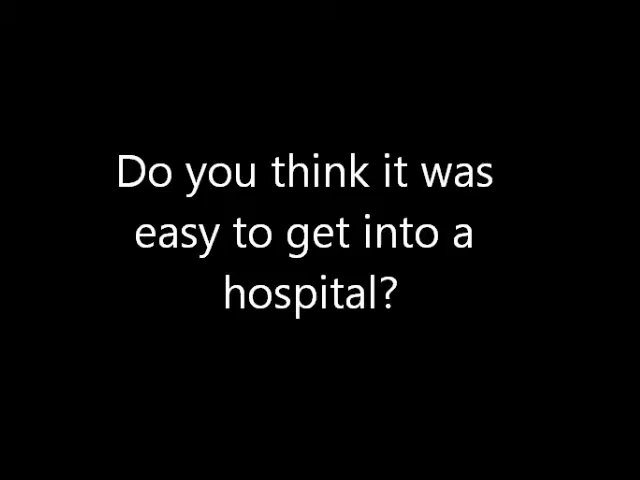 Do you think it was
easy to get into a
hospital?